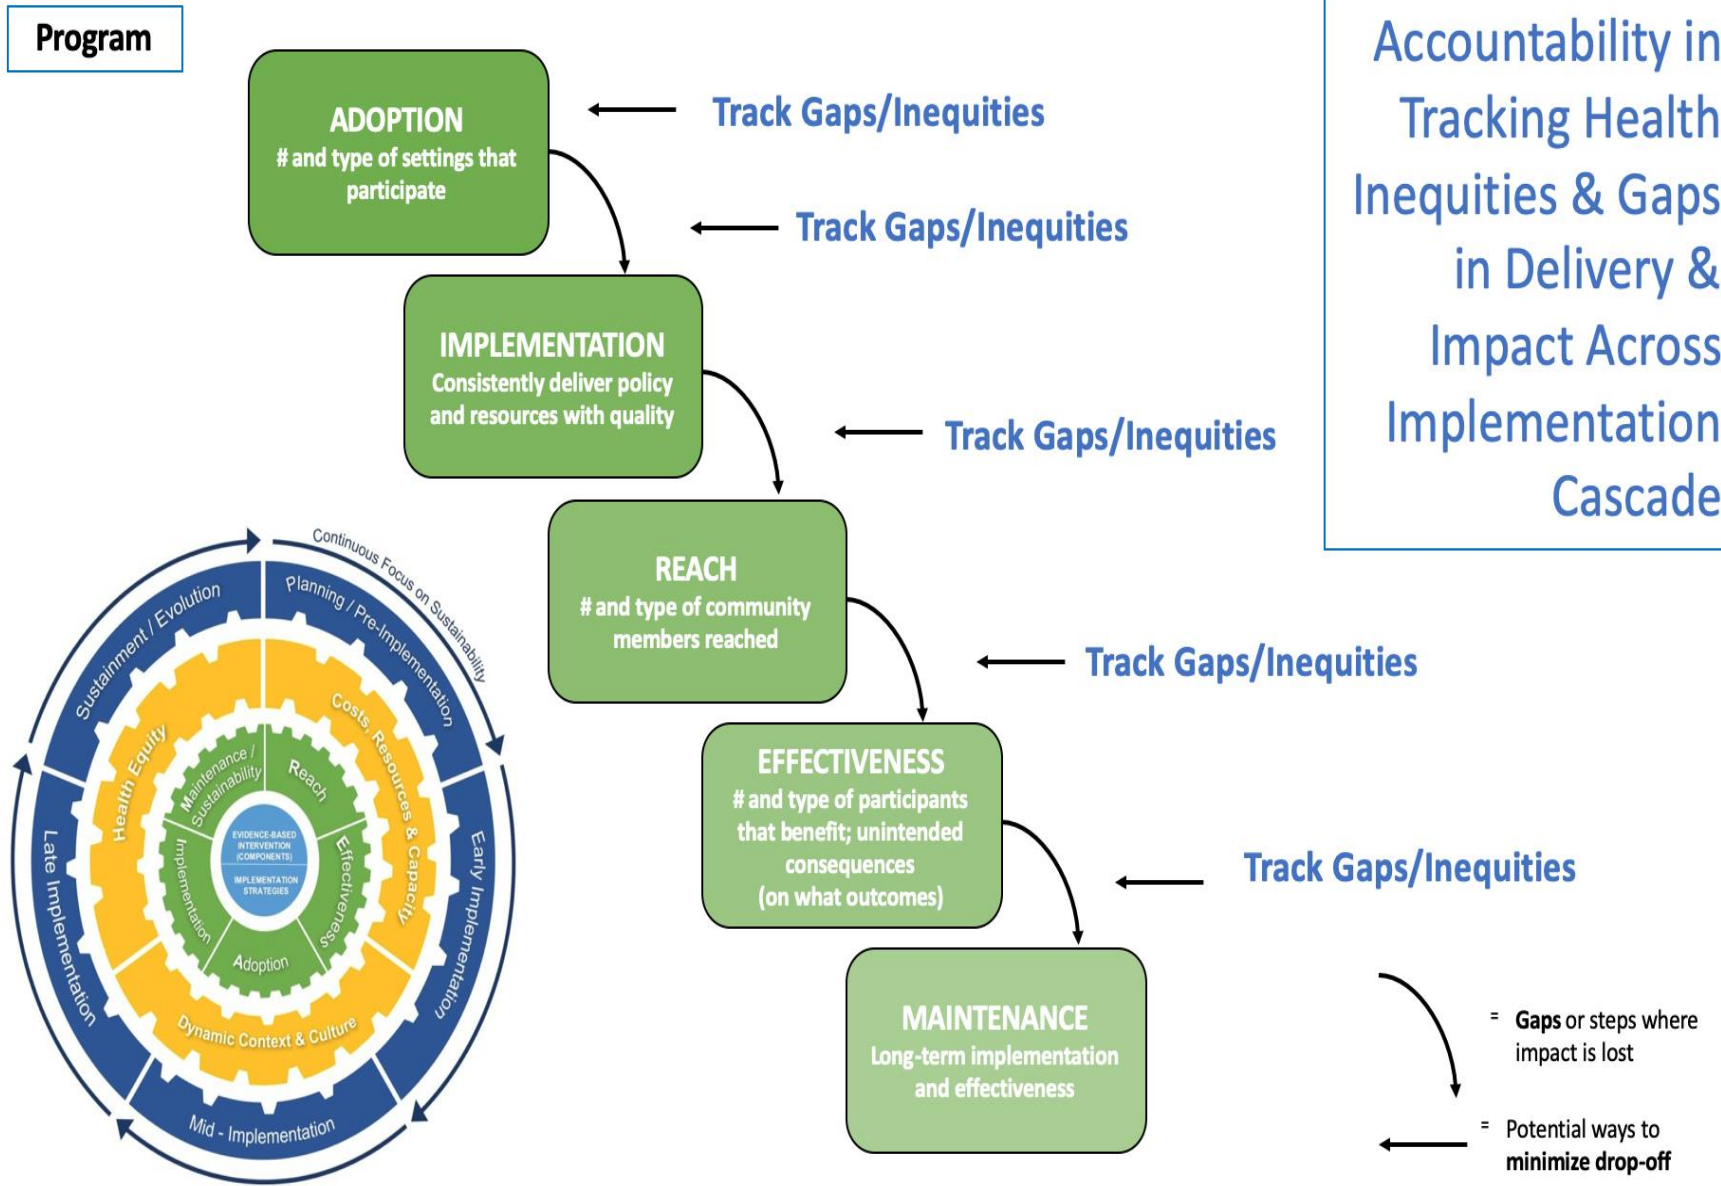 Program
Accountability in
Tracking Health
Inequities & Gaps
in Delivery &
Impact Across
Implementation
Cascade
ADOPTION
# and type of settings that
participate
Track Gaps/Inequities
Track Gaps/Inequities
IMPLEMENTATION
Consistently deliver policy
and resources with quality
Track Gaps/Inequities
REACH
# and type of community
members reached
Track Gaps/Inequities
EFFECTIVENESS
# and type of participants
that benefit; unintended
consequences
(on what outcomes)
Track Gaps/Inequities
MAINTENANCE
Long-term implementation
and effectiveness
= Gaps or steps where
impact is lost
= Potential ways to
minimize drop-off
Continuous Focus on Sustainability
Planning / Pre-Implementation
Early Implementation
Mid - Implementation
Late Implementation
Sustainment / Evolution
Costs, Resources & Capacity
Dynamic Context & Culture
Health Equity
Reach
Effectiveness
Adoption
Implementation
Maintenance /
Sustainability
EVIDENCE-BASED
INTERVENTION
(COMPONENTS)
IMPLEMENTATION
STRATEGIES